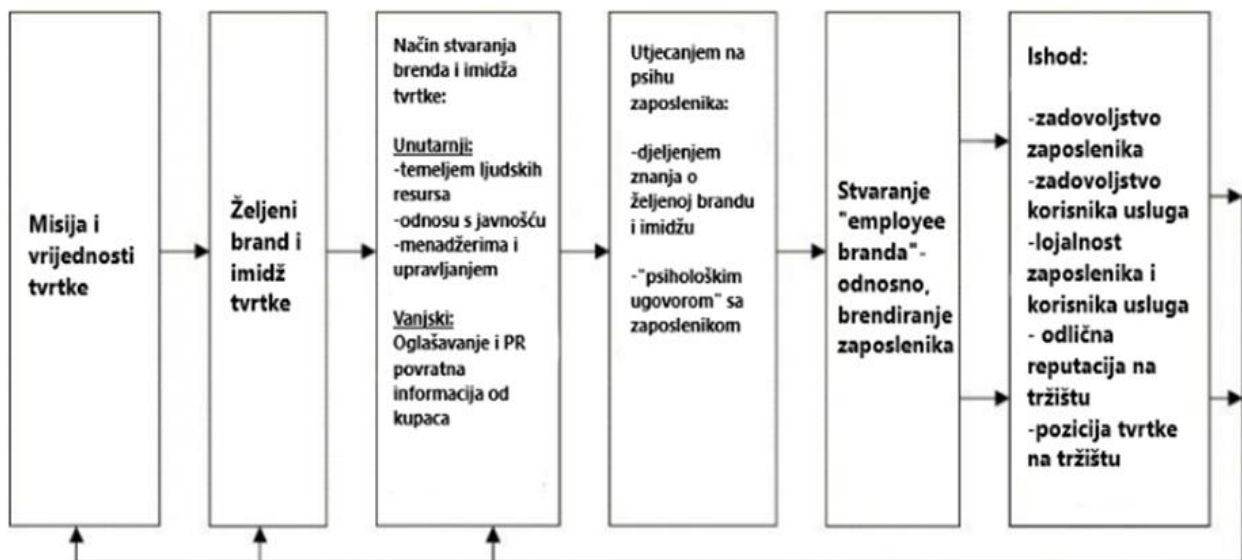 Misija i
vrijednosti
tvrtke
Željeni
brand i
imidž
tvrtke
Način stvaranja
brenda i imidža
tvrtke:
Unutarnji:
-temeljem ljudskih
resursa
-odnosu s javnošću
-menadžerima i
upravljanjem
Vanjski:
Oglašavanje i PR
povratna
informacija od
kupaca
Utjecanjem na
psihu
zaposlenika:
-djeljenjem
znanja o
željenoj brandu
i imidžu
-"psihološkim
ugovorom" sa
zaposlenikom
Stvaranje
"employee
branda"-
odnosno,
brendiranje
zaposlenika
Ishod:
-zadovoljstvo
zaposlenika
-zadovoljstvo
korisnika usluga
-lojalnost
zaposlenika i
korisnika usluga
- odlična
reputacija na
tržištu
-pozicija tvrtke
na tržištu